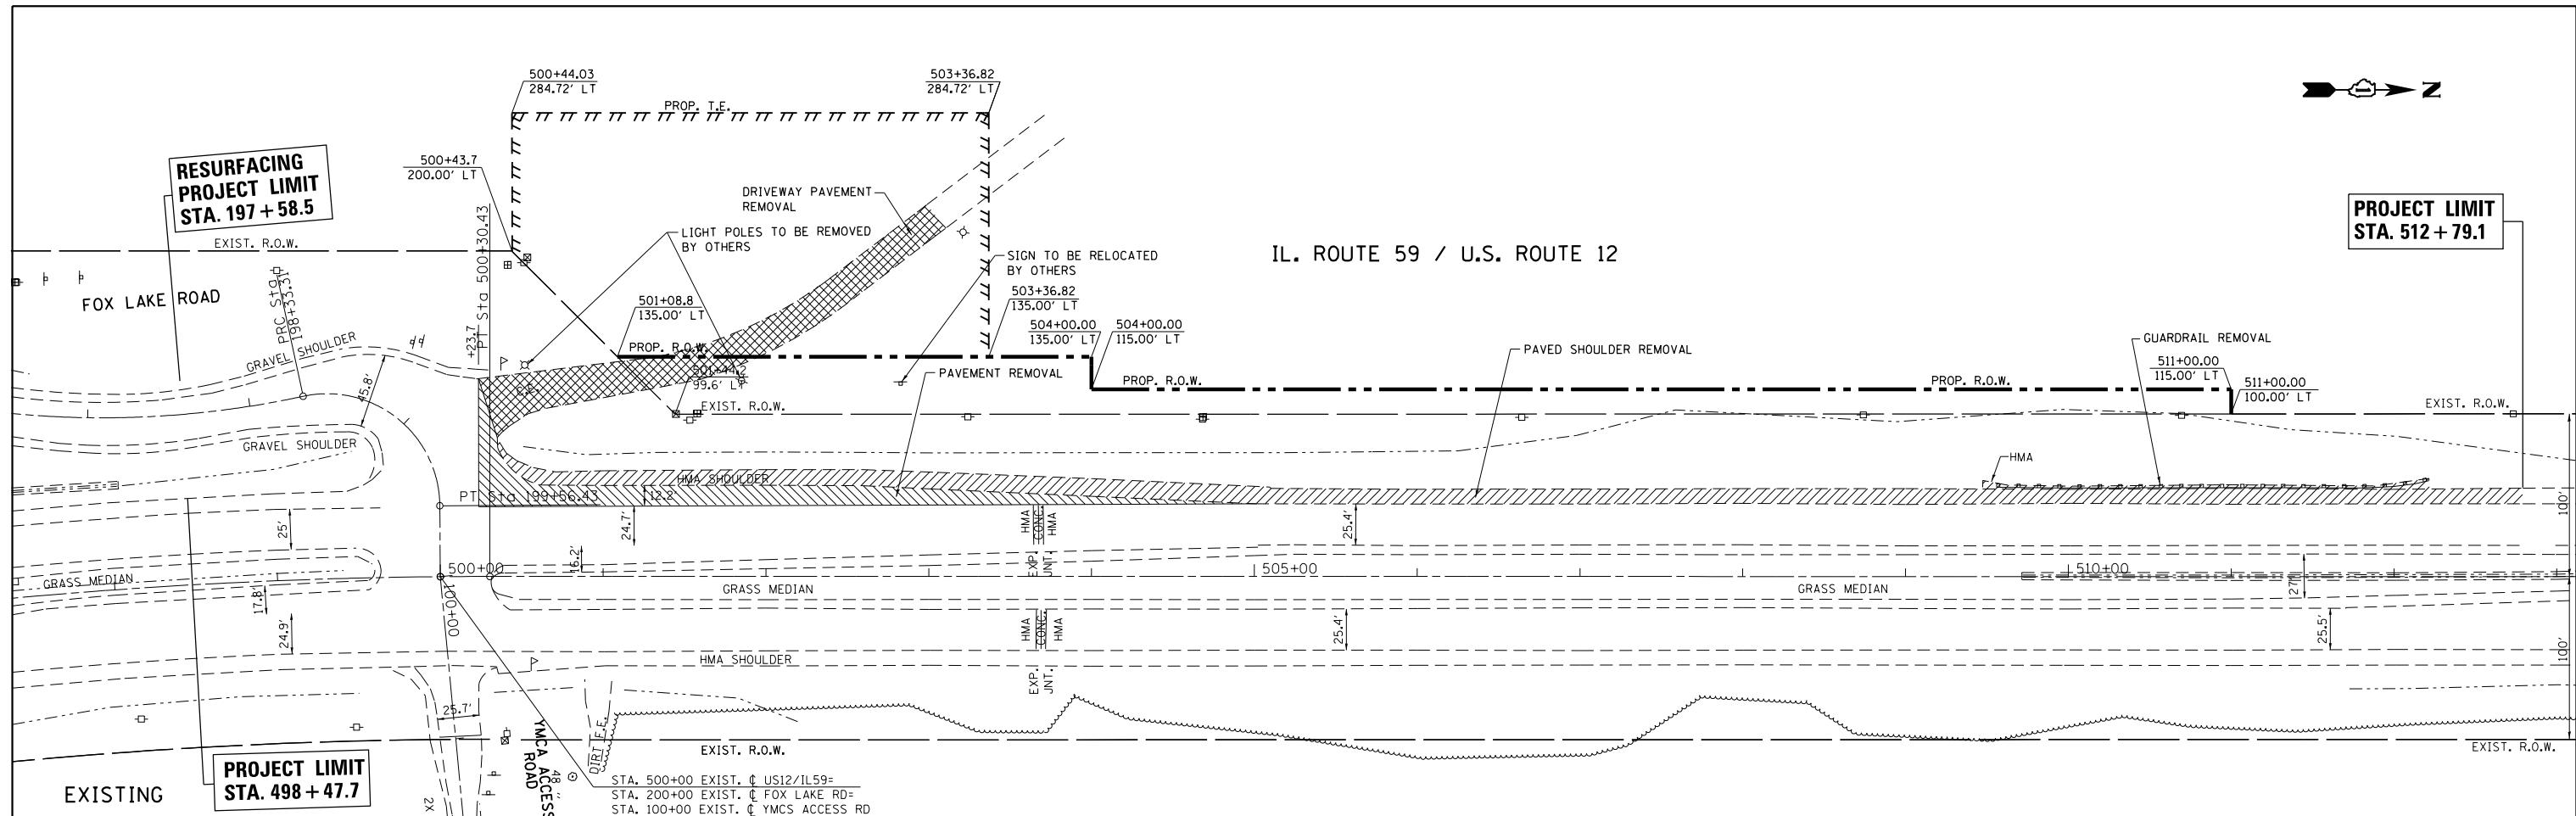 500+44.03
284.72' LT
503+36.82
284.72' LT
PROP. T.E.
N
RESURFACING
PROJECT LIMIT
STA. 197+58.5
500+43.7
200.00' LT
DRIVEWAY PAVEMENT
REMOVAL
LIGHT POLES TO BE REMOVED
BY OTHERS
SIGN TO BE RELOCATED
BY OTHERS
IL. ROUTE 59 / U.S. ROUTE 12
PROJECT LIMIT
STA. 512+79.1
EXIST. R.O.W.
FOX LAKE ROAD
PRC Sta
198+33.31
PT Sta 500+30.43
+23.7
501+08.8
135.00' LT
503+36.82
135.00' LT
504+00.00
135.00' LT
504+00.00
115.00' LT
GRAVEL SHOULDER
PROP. R.O.W.
PAVED SHOULDER REMOVAL
GUARDRAIL REMOVAL
511+00.00
115.00' LT
511+00.00
100.00' LT
501+44.2
99.6' LT
PAVEMENT REMOVAL
PROP. R.O.W.
PROP. R.O.W.
45.8'
EXIST. R.O.W.
EXIST. R.O.W.
GRAVEL SHOULDER
HMA
HMA SHOULDER
PT Sta 199+56.43
12.2'
25'
24.7'
16.2'
HMA
CONC.
HMA
EXP.
JNT.
25.4'
100'
GRASS MEDIAN
500+00
505+00
510+00
100+00
GRASS MEDIAN
GRASS MEDIAN
27'
17.8'
24.9'
HMA
CONC.
HMA
25.4'
25.5'
100'
HMA SHOULDER
EXP.
JNT.
25.7'
YMCA ACCESS
ROAD
DIRT E.E.
EXIST. R.O.W.
EXIST. R.O.W.
PROJECT LIMIT
STA. 498+47.7
EXISTING
2X
48"
STA. 500+00 EXIST. ℄ US12/IL59=
STA. 200+00 EXIST. ℄ FOX LAKE RD=
STA. 100+00 EXIST. ℄ YMCS ACCESS RD